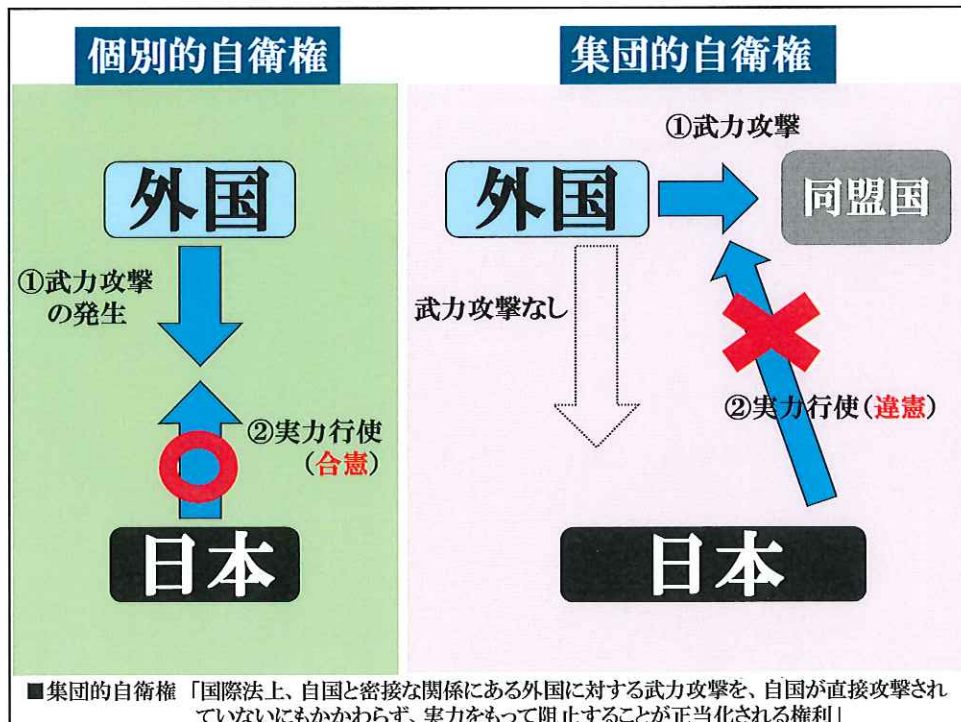 個別的自衛権
外国
①武力攻撃
の発生
②実力行使
（合憲）
日本
集団的自衛権
①武力攻撃
外国
同盟国
武力攻撃なし
②実力行使（違憲）
日本
■集団的自衛権 「国際法上、自国と密接な関係にある外国に対する武力攻撃を、自国が直接攻撃され
ていないにもかかわらず、実力をもって阻止することが正当化される権利」